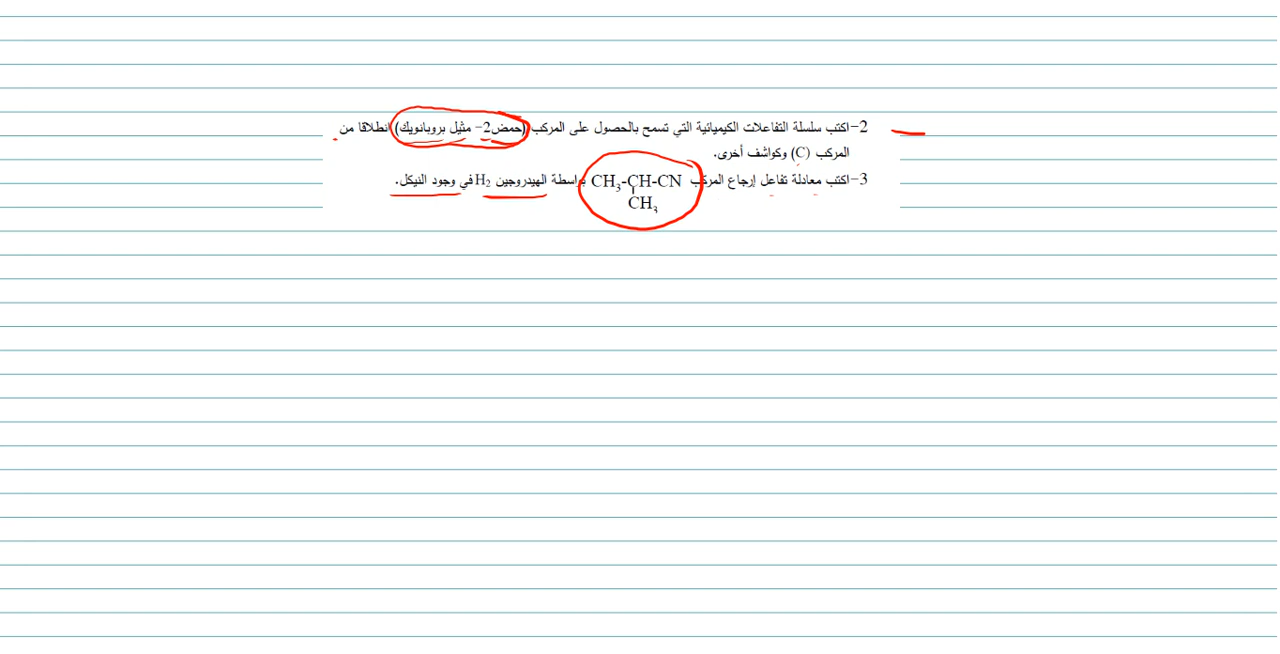 2-اكتب سلسلة التفاعلات الكيميائية التي تسمح بالحصول على المركب (حمض2- مثيل بروبانويك) انطلاقا من
المركب (C) وكواشف أخرى.
3-اكتب معادلة تفاعل إرجاع المركب CH3-CH-CN بواسطة الهيدروجين H2 في وجود النيكل.
CH3